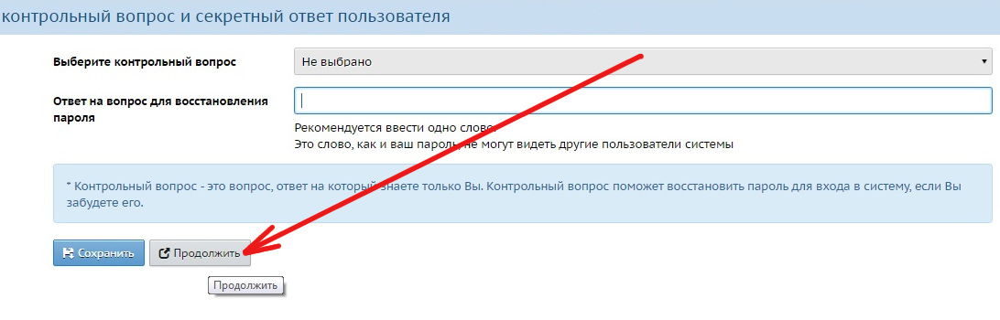 контрольный вопрос и секретный ответ пользователя
Выберите контрольный вопрос
Не выбрано
Ответ на вопрос для восстановления
пароля
Рекомендуется ввести одно слово.
Это слово, как и ваш пароль, не могут видеть другие пользователи системы
* Контрольный вопрос - это вопрос, ответ на который знаете только Вы. Контрольный вопрос поможет восстановить пароль для входа в систему, если Вы
забудете его.
Сохранить
Продолжить
Продолжить